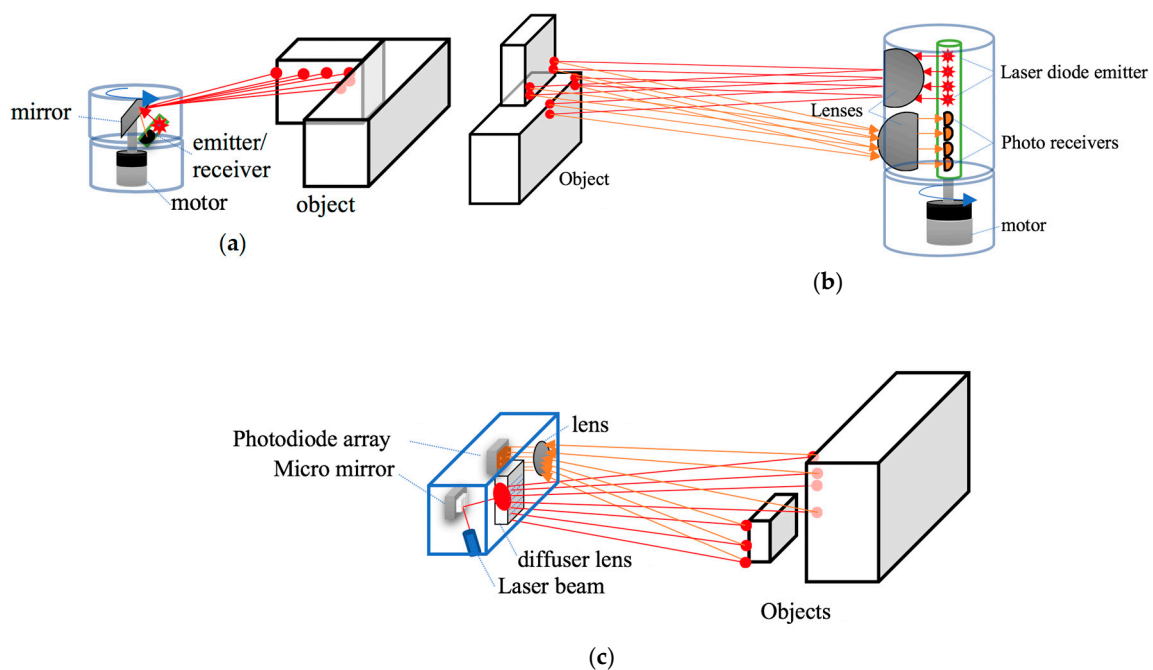 mirror
emitter/
receiver
motor
object
(a)
Lenses
Object
Laser diode emitter
Photo receivers
motor
(b)
Photodiode array
Micro mirror
lens
diffuser lens
Laser beam
Objects
(c)